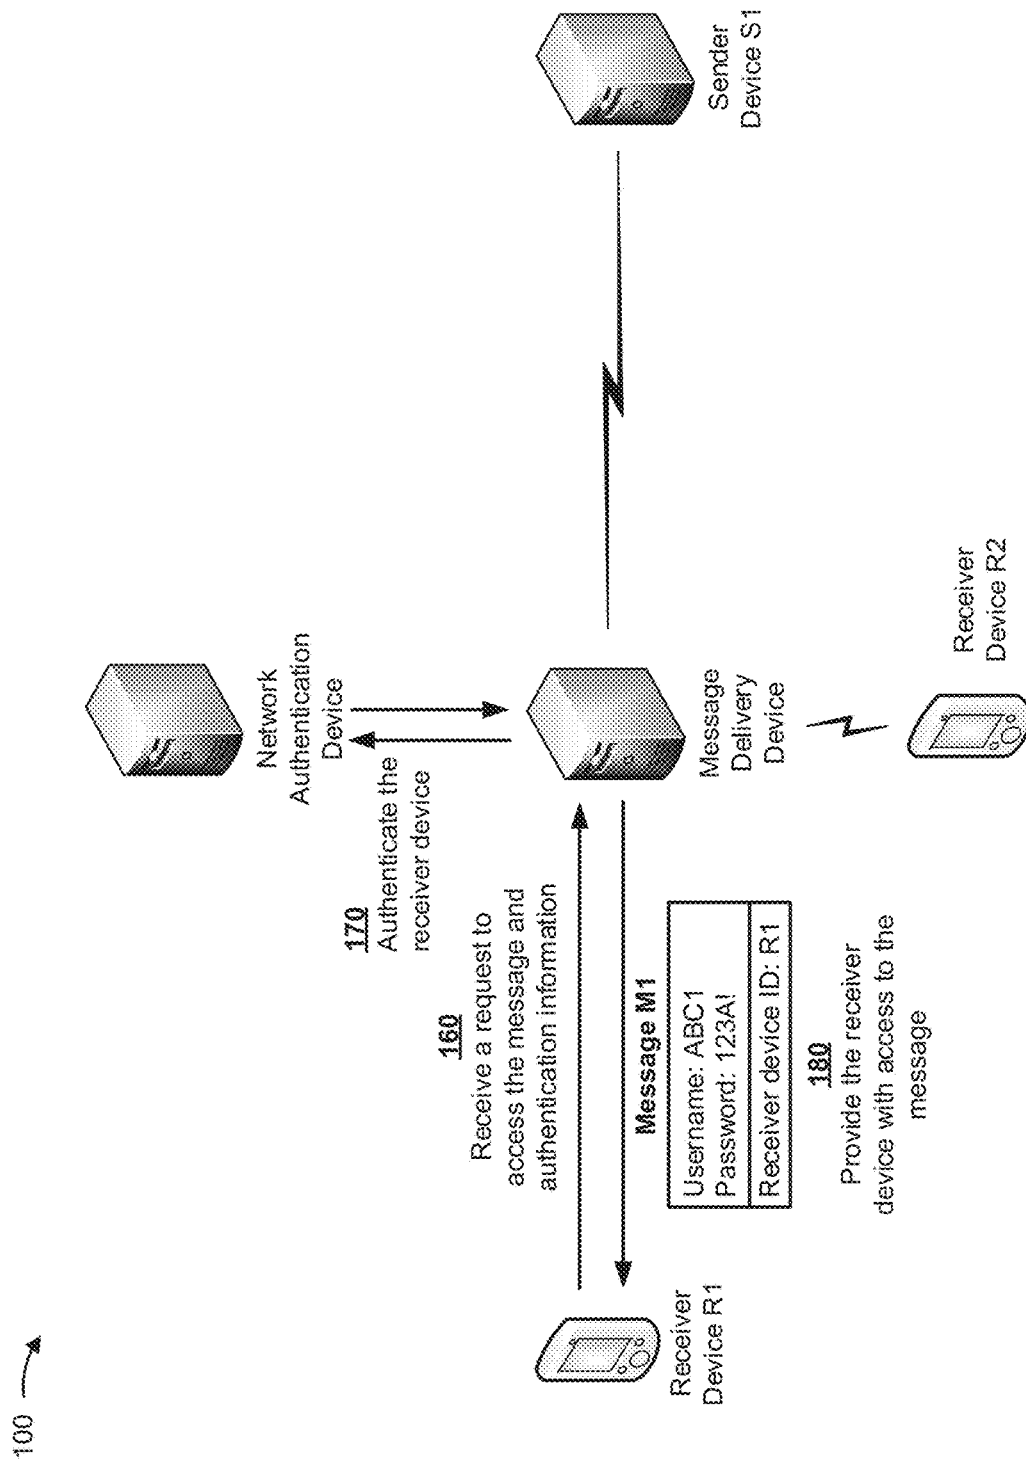 100
Network
Authentication
Device
170
Authenticate the
receiver device
160
Receive a request to
access the message and
authentication information
Message M1
Username: ABC1
Password: 123A!
Receiver device ID: R1
180
Provide the receiver
device with access to the
message
Receiver
Device R1
Message
Delivery
Device
Receiver
Device R2
Sender
Device S1